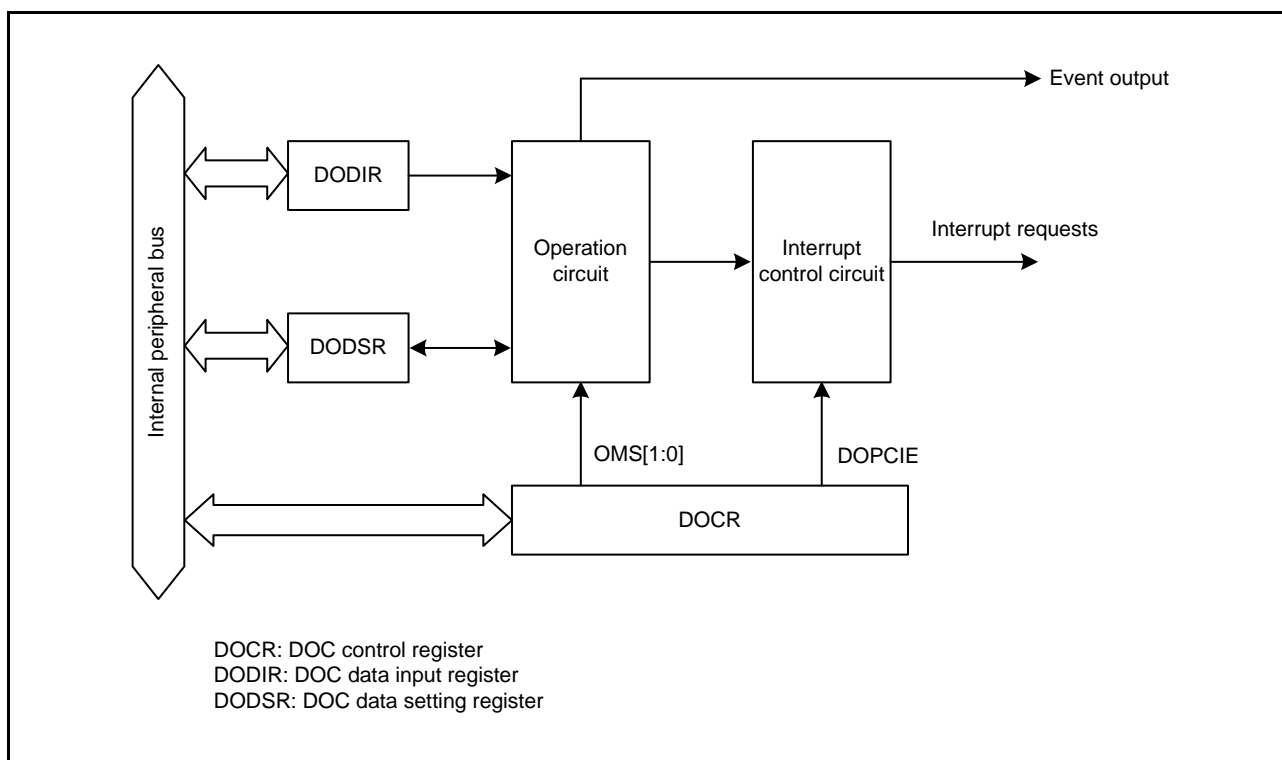 Event output
DODIR
Operation
circuit
Interrupt
control circuit
Interrupt requests
Internal peripheral bus
DODSR
OMS[1:0]
DOPCIE
DOCR
DOCR: DOC control register
DODIR: DOC data input register
DODSR: DOC data setting register